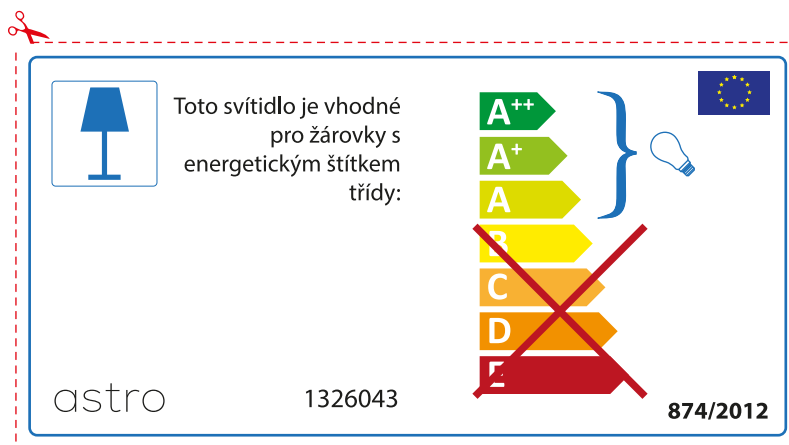 Toto svítidlo je vhodné
pro žárovky s
energetickým štítkem
třídy:
A++
A+
A
B
C
D
E
astro
1326043
874/2012